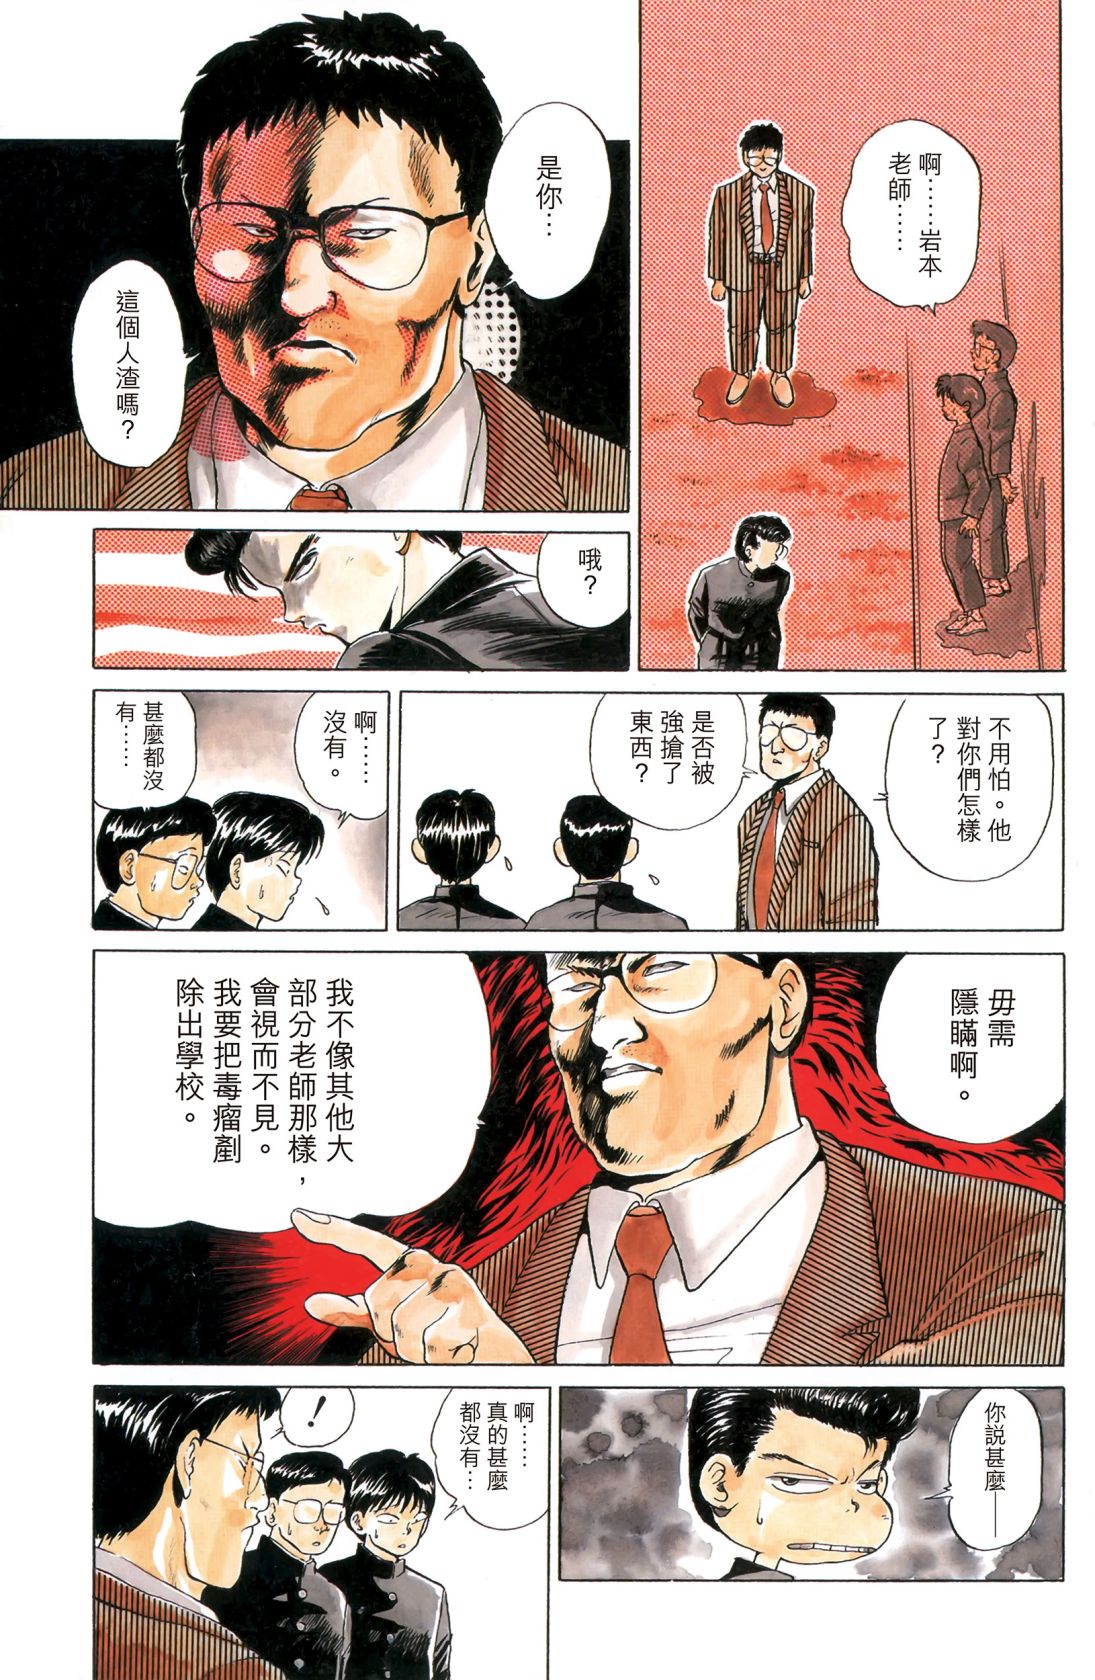 啊……岩本
老師……
是你…
這個人渣嗎？
哦？
不用怕。他
對你們怎樣
了？
是否被
強搶了
東西？
啊……
沒有。
甚麼都沒
有……
毋需
隱瞞啊。
我不像其他大
部分老師那樣，
會視而不見。
我要把毒瘤剷
除出學校。
你說甚麼——
啊……
真的甚麼
都沒有…
！